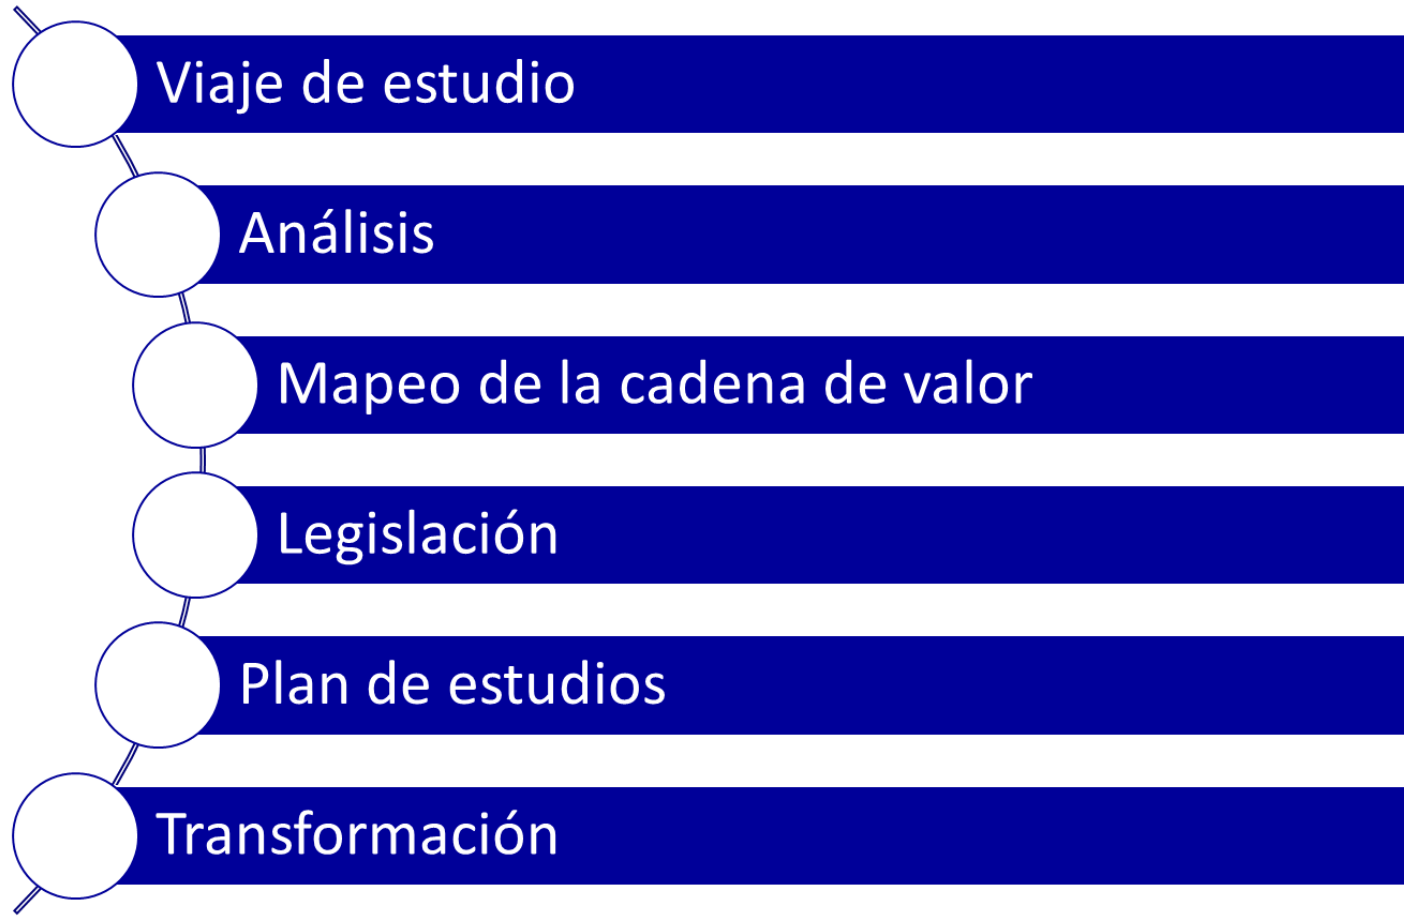 Viaje de estudio
Análisis
Mapeo de la cadena de valor
Legislación
Plan de estudios
Transformación